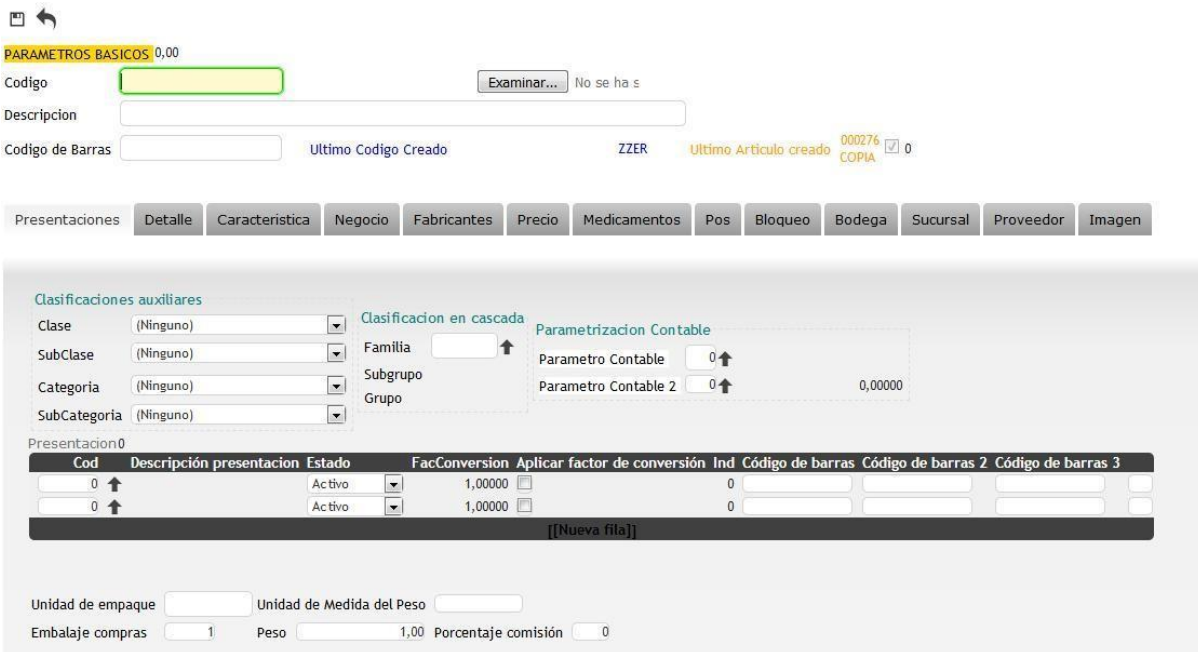 PARAMETROS BASICOS 0,00
Codigo Examinar... No se ha s
Descripcion
Codigo de Barras Ultimo Codigo Creado ZZER Ultimo Articulo creado 000276 COPIA 0
Presentaciones Detalle Caracteristica Negocio Fabricantes Precio Medicamentos Pos Bloqueo Bodega Sucursal Proveedor Imagen
Clasificaciones auxiliares
Clase (Ninguno)
SubClase (Ninguno)
Categoria (Ninguno)
SubCategoria (Ninguno)
Clasificacion en cascada
Familia
Subgrupo
Grupo
Parametrizacion Contable
Parametro Contable 0
Parametro Contable 2 0 0,00000
Presentacion 0
Cod Descripción presentacion Estado FacConversion Aplicar factor de conversión Ind Código de barras Código de barras 2 Código de barras 3
0 Activo 1,00000 0
0 Activo 1,00000 0
[[Nueva fila]]
Unidad de empaque Unidad de Medida del Peso
Embalaje compras 1 Peso 1,00 Porcentaje comisión 0